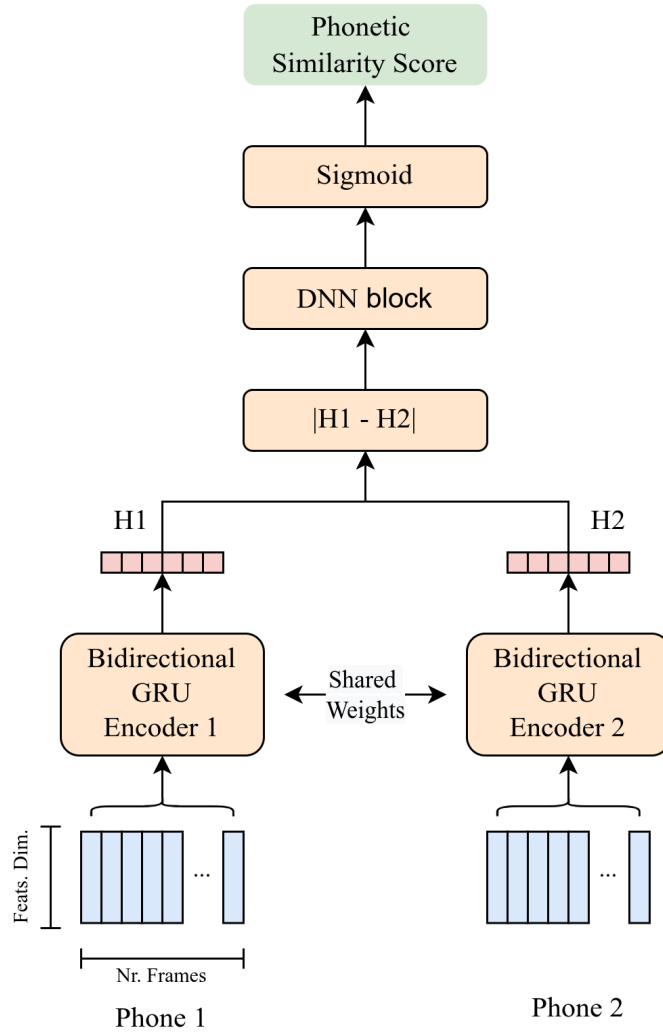 Phonetic
Similarity Score
Sigmoid
DNN block
|H1 - H2|
H1
H2
Bidirectional
GRU
Encoder 1
Shared
Weights
Bidirectional
GRU
Encoder 2
Feats. Dim.
...
...
Nr. Frames
Phone 1
Phone 2